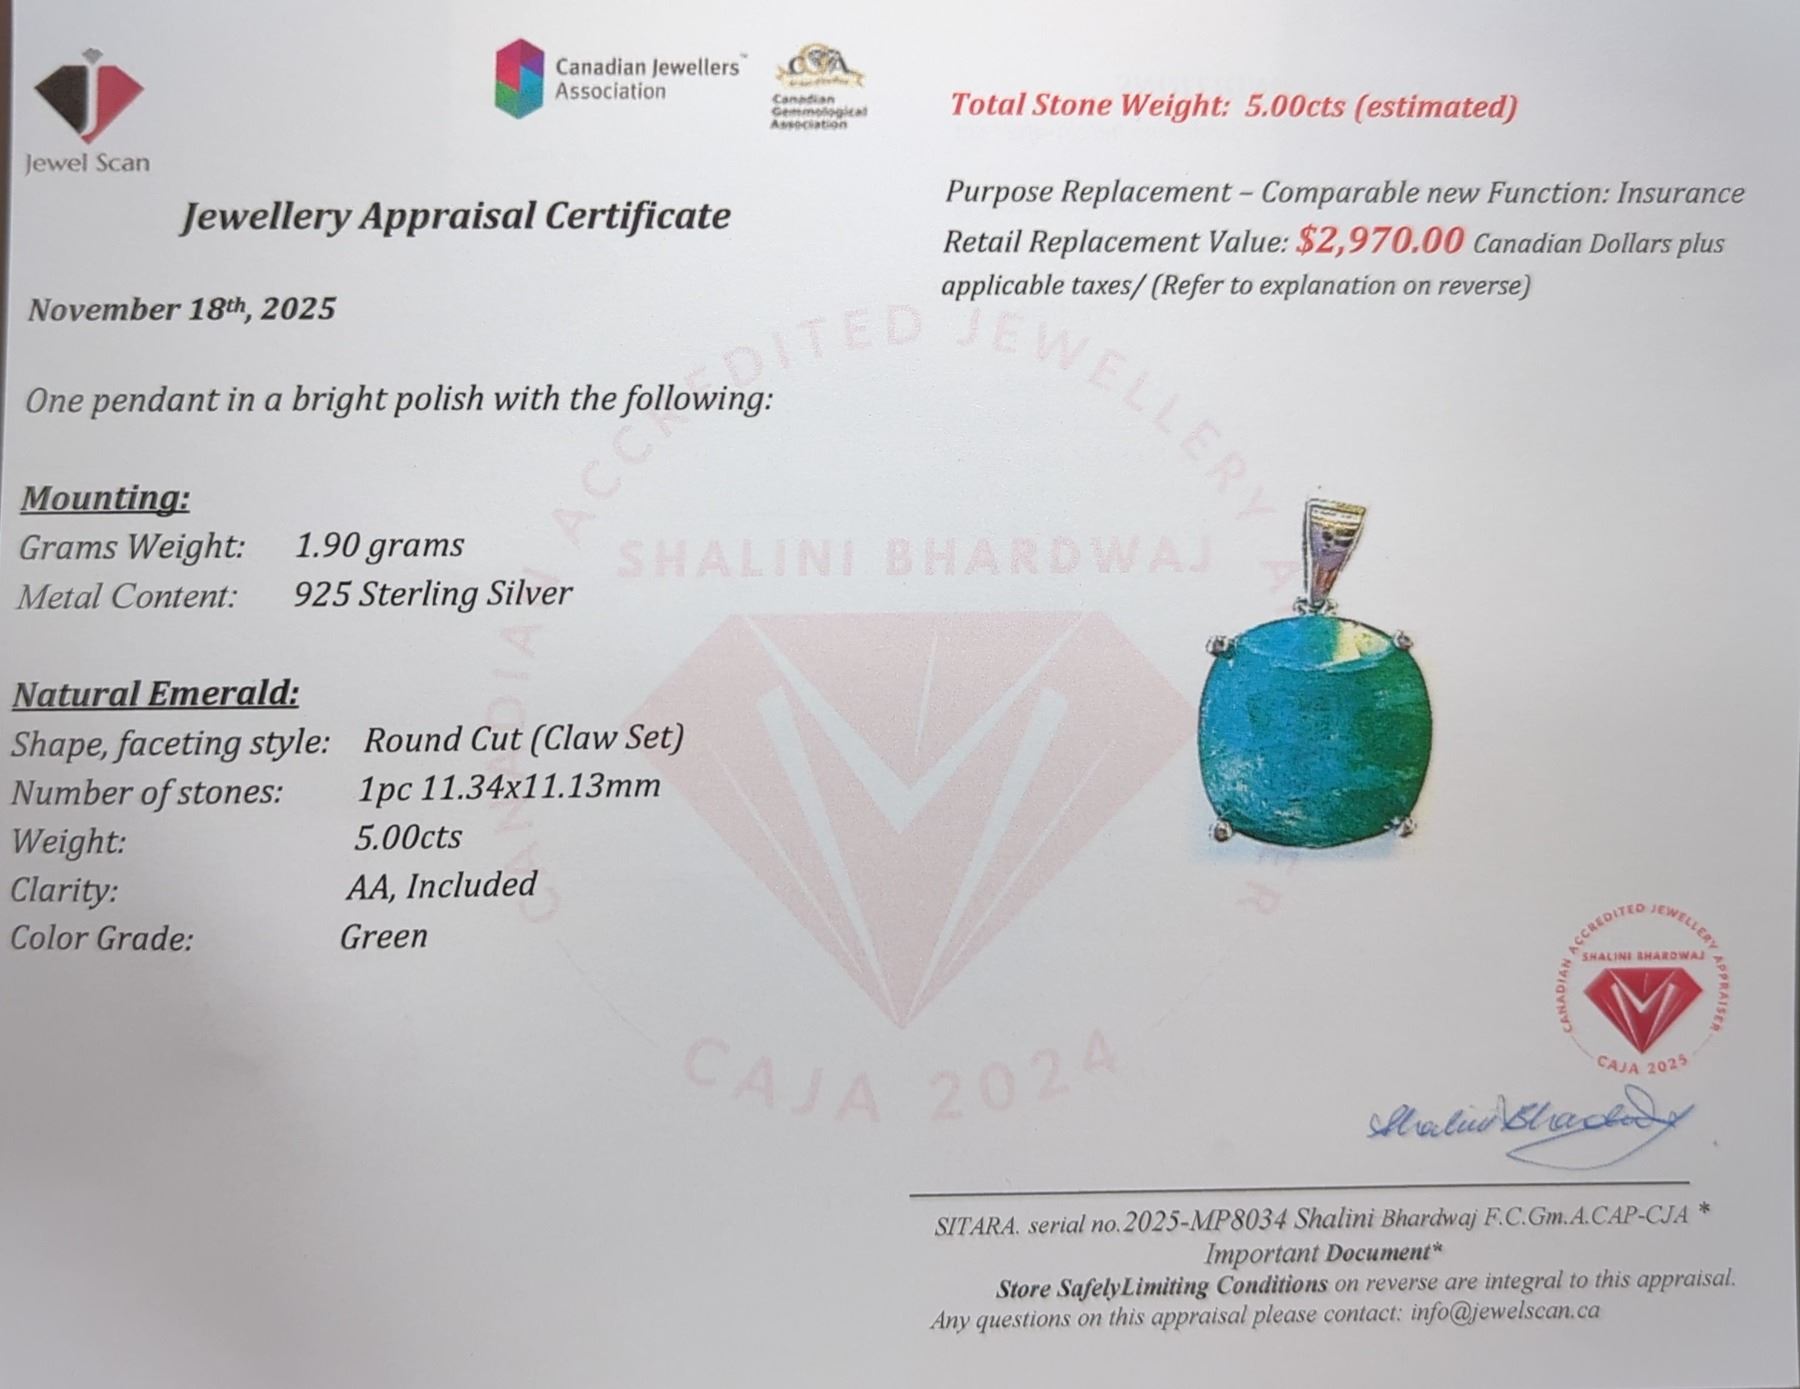 Jewel Scan
Canadian Jewellers™
Association
CGA
Canadian
Gemmological
Association
Total Stone Weight: 5.00cts (estimated)
Purpose Replacement – Comparable new Function: Insurance
Retail Replacement Value: $2,970.00 Canadian Dollars plus
applicable taxes/ (Refer to explanation on reverse)
Jewellery Appraisal Certificate
November 18th, 2025
One pendant in a bright polish with the following:
Mounting:
Grams Weight: 1.90 grams
Metal Content: 925 Sterling Silver
Natural Emerald:
Shape, faceting style: Round Cut (Claw Set)
Number of stones: 1pc 11.34x11.13mm
Weight: 5.00cts
Clarity: AA, Included
Color Grade: Green
CANADIAN ACCREDITED JEWELLERY APPRAISER
SHALINI BHARDWAJ
CAJA 2024
CANADIAN ACCREDITED JEWELLERY APPRAISER
SHALINI BHARDWAJ
CAJA 2025
Shalini Bhardwaj
SITARA. serial no.2025-MP8034 Shalini Bhardwaj F.C.Gm.A.CAP-CJA *
Important Document*
Store SafelyLimiting Conditions on reverse are integral to this appraisal.
Any questions on this appraisal please contact: info@jewelscan.ca